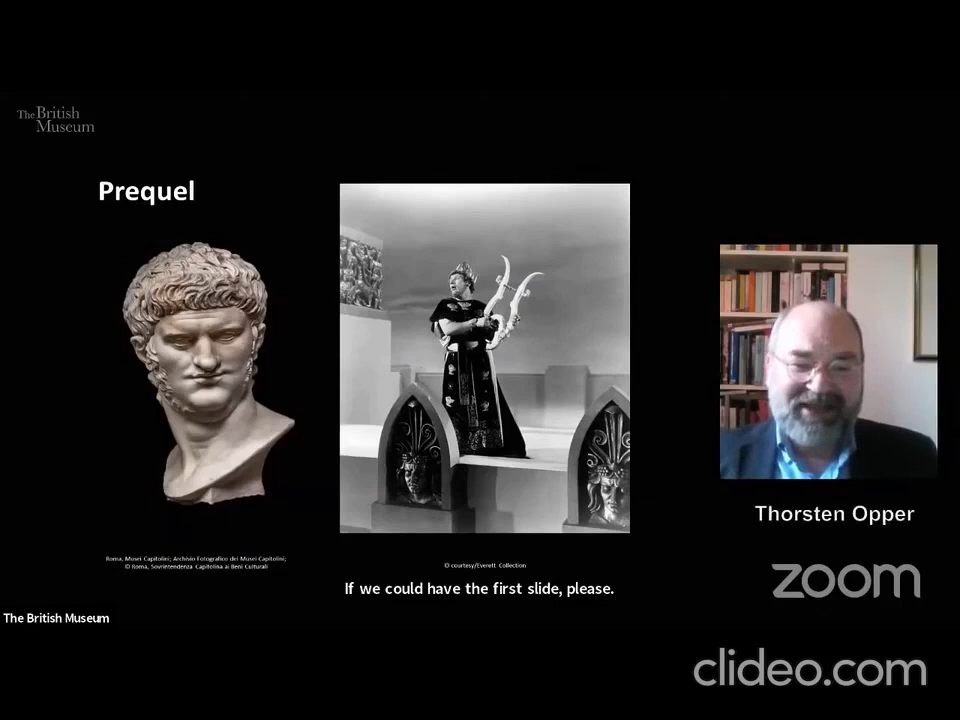 The British
Museum
Prequel
Thorsten Opper
Roma, Musei Capitolini; Archivio Fotografico dei Musei Capitolini;
© Roma, Sovrintendenza Capitolina ai Beni Culturali
© courtesy/Everett Collection
If we could have the first slide, please.
zoom
The British Museum
clideo.com